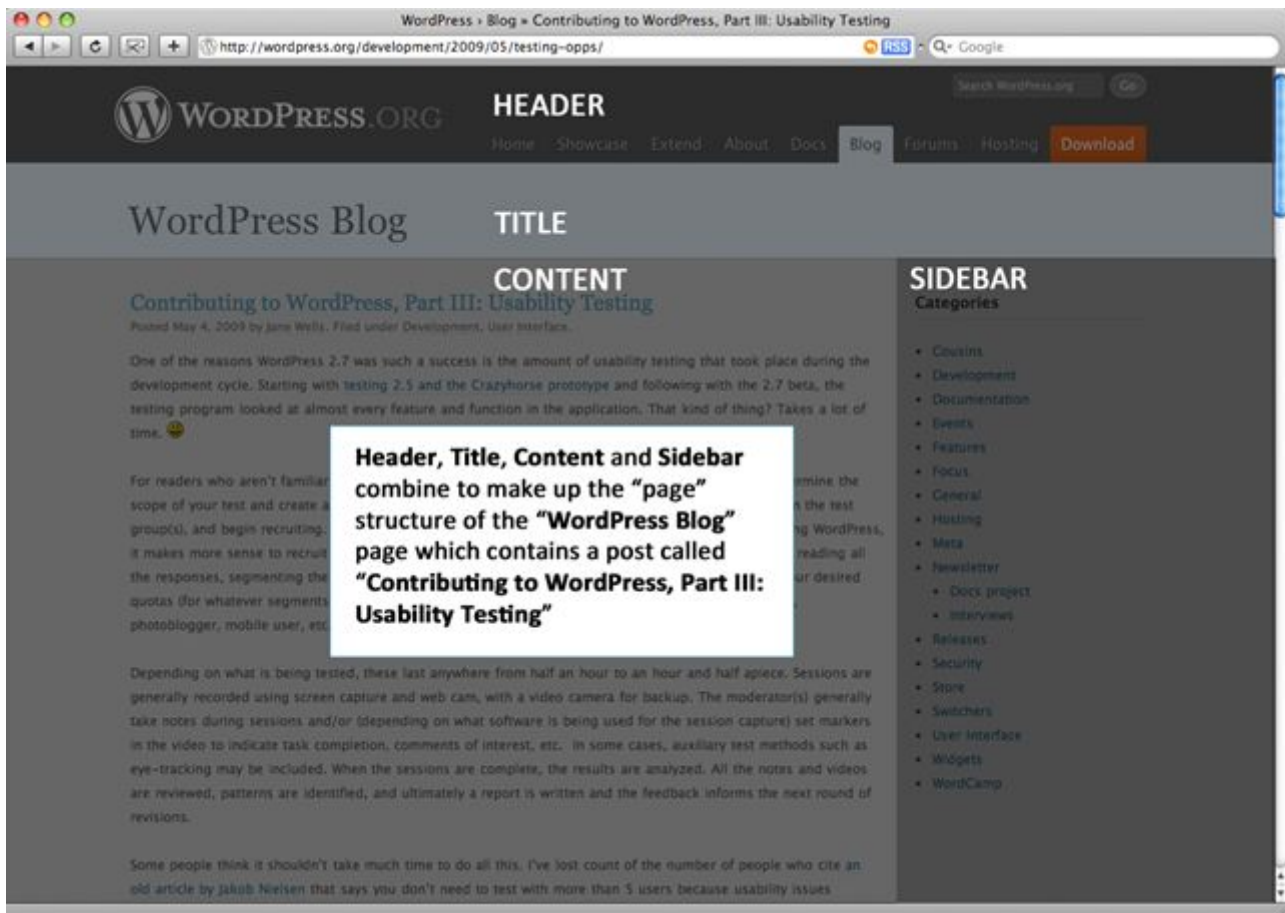 WordPress › Blog » Contributing to WordPress, Part III: Usability Testing
http://wordpress.org/development/2009/05/testing-opps/
RSS
Google
Search WordPress.org
Go
WORDPRESS.ORG
HEADER
Home Showcase Extend About Docs Blog Forums Hosting Download
WordPress Blog
TITLE
CONTENT
SIDEBAR
Contributing to WordPress, Part III: Usability Testing
Posted May 4, 2009 by Jane Wells. Filed under Development, User Interface.
One of the reasons WordPress 2.7 was such a success is the amount of usability testing that took place during the
development cycle. Starting with testing 2.5 and the Crazyhorse prototype and following with the 2.7 beta, the
testing program looked at almost every feature and function in the application. That kind of thing? Takes a lot of
time.
For readers who aren't familiar
scope of your test and create a
the test
group(s), and begin recruiting.
ng WordPress,
it makes more sense to recruit
reading all
the responses, segmenting the
ur desired
quotas (for whatever segments
photoblogger, mobile user, etc.
Header, Title, Content and Sidebar
combine to make up the “page”
structure of the “WordPress Blog”
page which contains a post called
“Contributing to WordPress, Part III:
Usability Testing”
Depending on what is being tested, these last anywhere from half an hour to an hour and half apiece. Sessions are
generally recorded using screen capture and web cam, with a video camera for backup. The moderator(s) generally
take notes during sessions and/or (depending on what software is being used for the session capture) set markers
in the video to indicate task completion, comments of interest, etc. In some cases, auxiliary test methods such as
eye-tracking may be included. When the sessions are complete, the results are analyzed. All the notes and videos
are reviewed, patterns are identified, and ultimately a report is written and the feedback informs the next round of
revisions.
Some people think it shouldn't take much time to do all this. I've lost count of the number of people who cite an
old article by Jakob Nielsen that says you don't need to test with more than 5 users because usability issues
Categories
Cousins
Development
Documentation
Events
Features
Focus
General
Hosting
Meta
Newsletter
Docs project
Interviews
Releases
Security
Store
Switchers
User Interface
Widgets
WordCamp